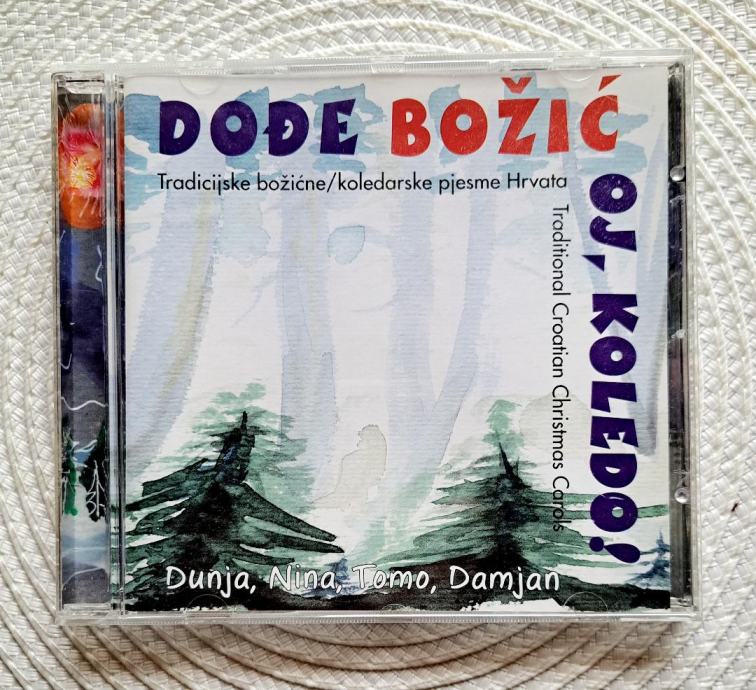 DOĐE BOŽIĆ
Tradicijske božićne/koledarske pjesme Hrvata
OJ, KOLEDO!
Traditional Croatian Christmas Carols
Dunja, Nina, Tomo, Damjan